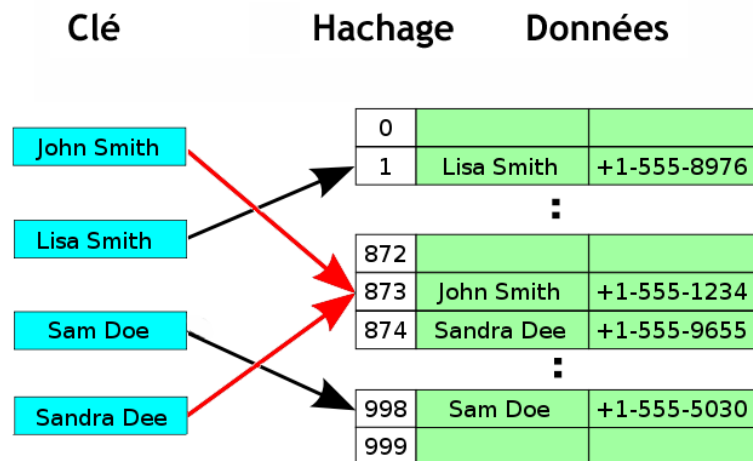 Clé Hachage Données
John Smith
Lisa Smith
Sam Doe
Sandra Dee
0
1 Lisa Smith +1-555-8976
:
872
873 John Smith +1-555-1234
874 Sandra Dee +1-555-9655
:
998 Sam Doe +1-555-5030
999